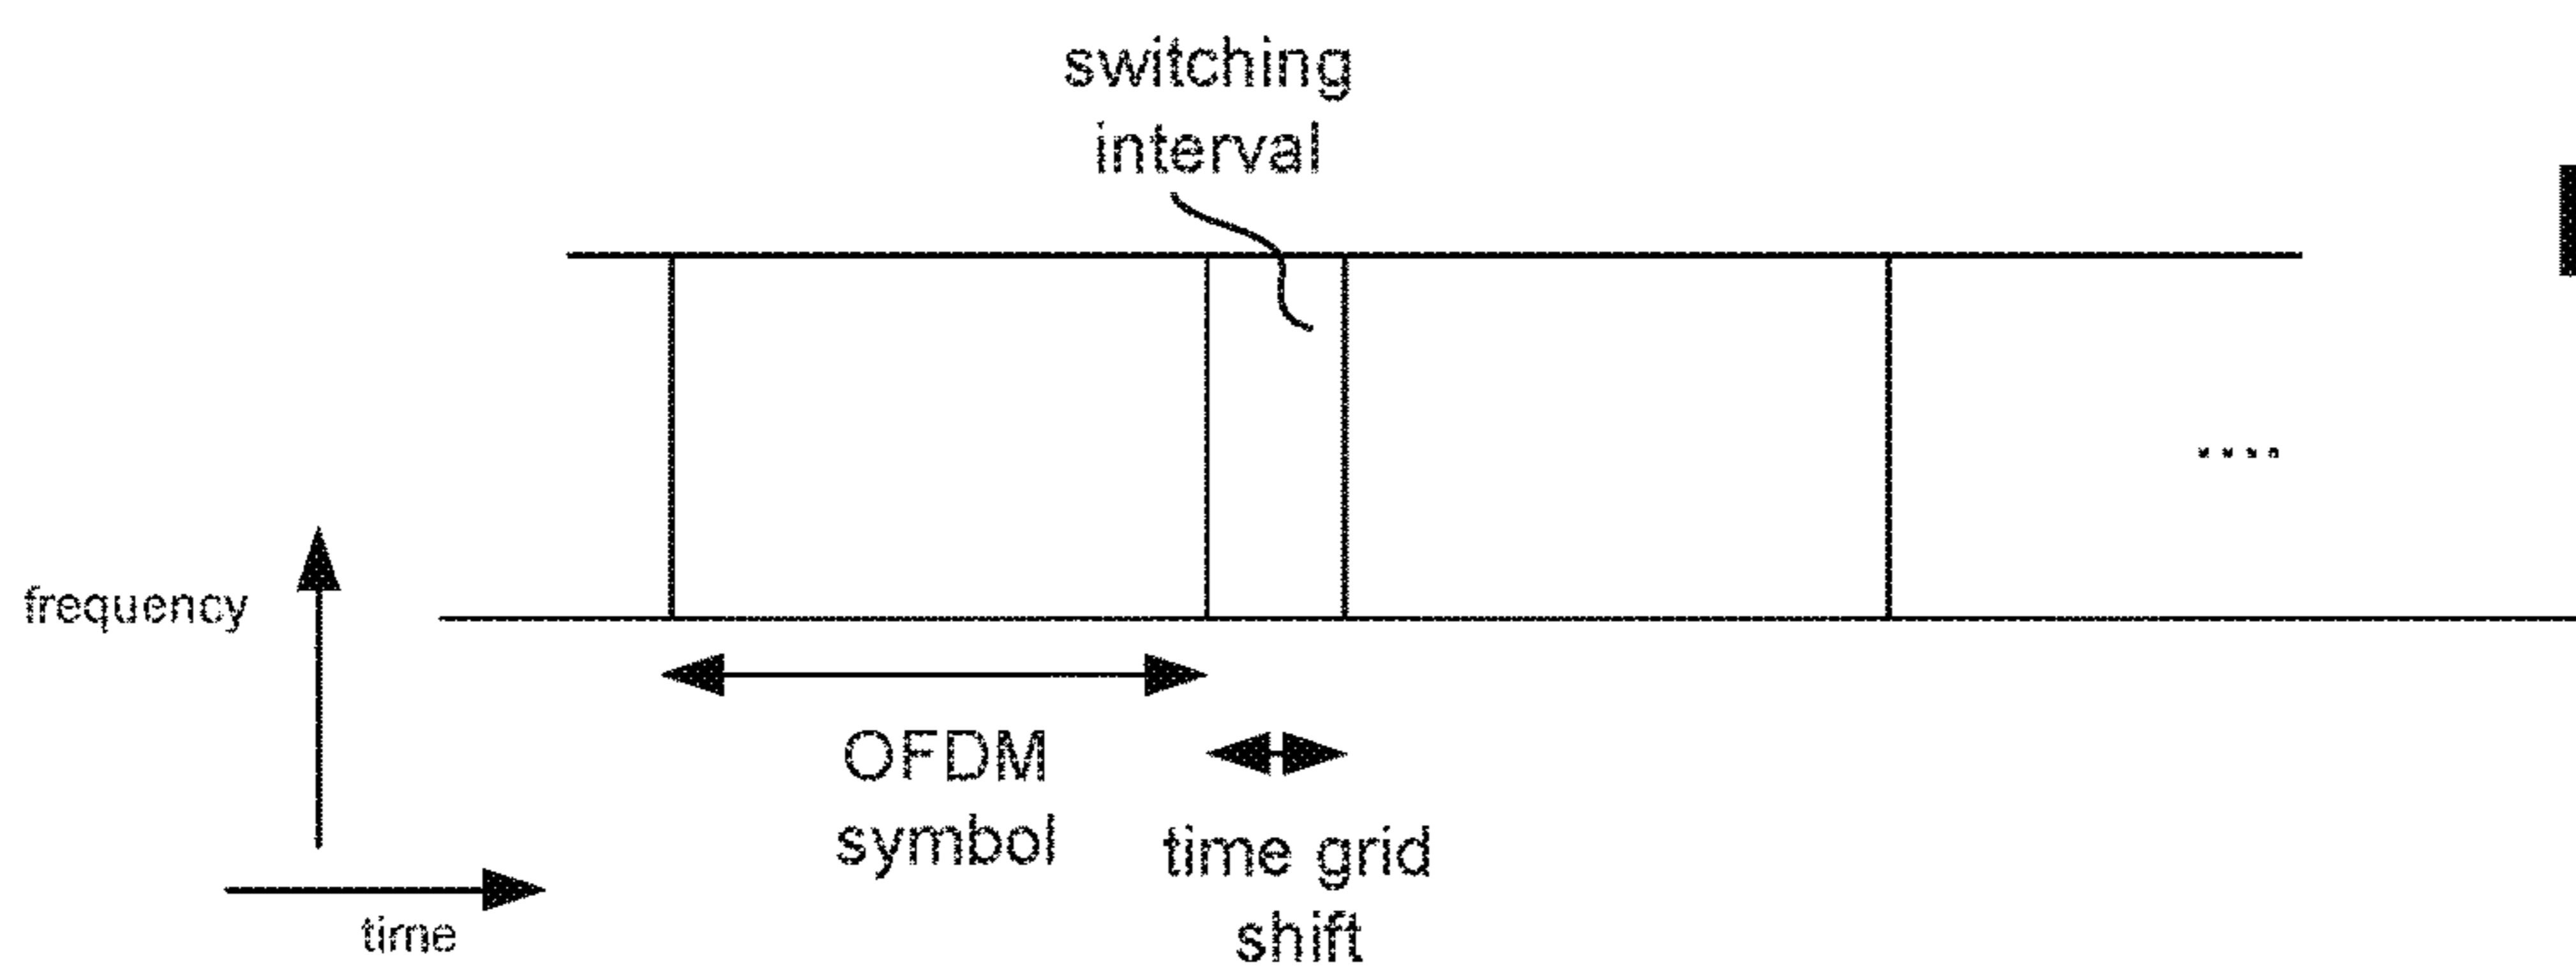 switching
interval
....
frequency
OFDM
symbol
time grid
shift
time